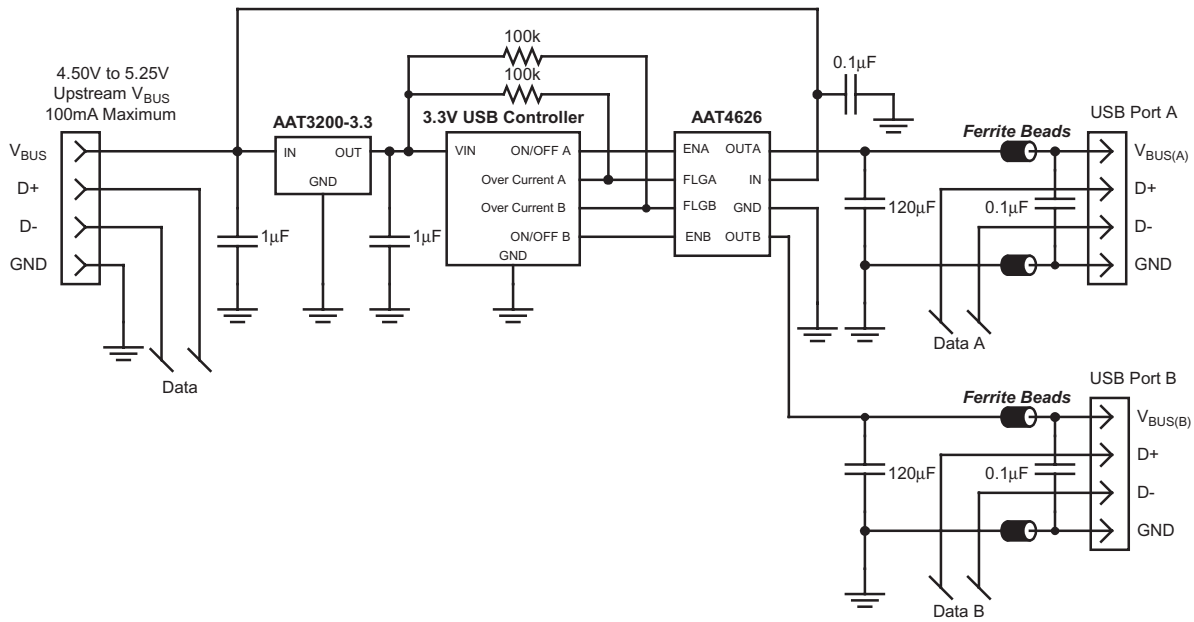 100k
100k
4.50V to 5.25V
Upstream VBUS
100mA Maximum
0.1μF
AAT3200-3.3
3.3V USB Controller
AAT4626
USB Port A
Ferrite Beads
VBUS
D+
D-
GND
IN
OUT
GND
VIN
ON/OFF A
Over Current A
Over Current B
ON/OFF B
GND
ENA
OUTA
FLGA
IN
FLGB
GND
ENB
OUTB
VBUS(A)
D+
D-
GND
1μF
1μF
120μF
0.1μF
Data A
Data
USB Port B
Ferrite Beads
VBUS(B)
D+
D-
GND
120μF
0.1μF
Data B